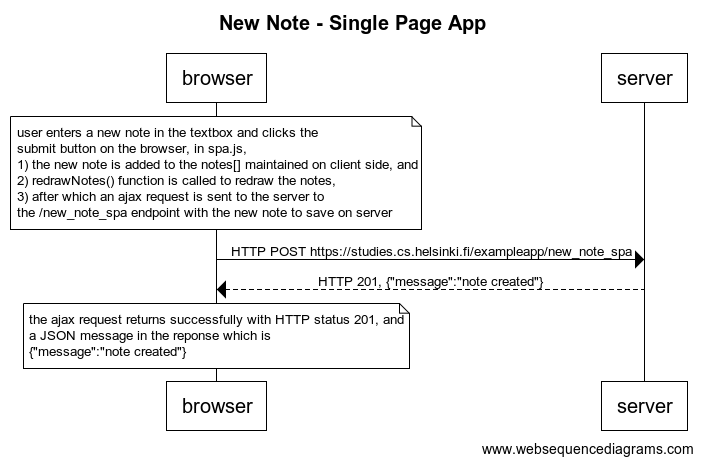 New Note - Single Page App
browser
server
user enters a new note in the textbox and clicks the
submit button on the browser, in spa.js,
1) the new note is added to the notes[] maintained on client side, and
2) redrawNotes() function is called to redraw the notes,
3) after which an ajax request is sent to the server to
the /new_note_spa endpoint with the new note to save on server
HTTP POST https://studies.cs.helsinki.fi/exampleapp/new_note_spa
HTTP 201, {"message":"note created"}
the ajax request returns successfully with HTTP status 201, and
a JSON message in the reponse which is
{"message":"note created"}
browser
server
www.websequencediagrams.com